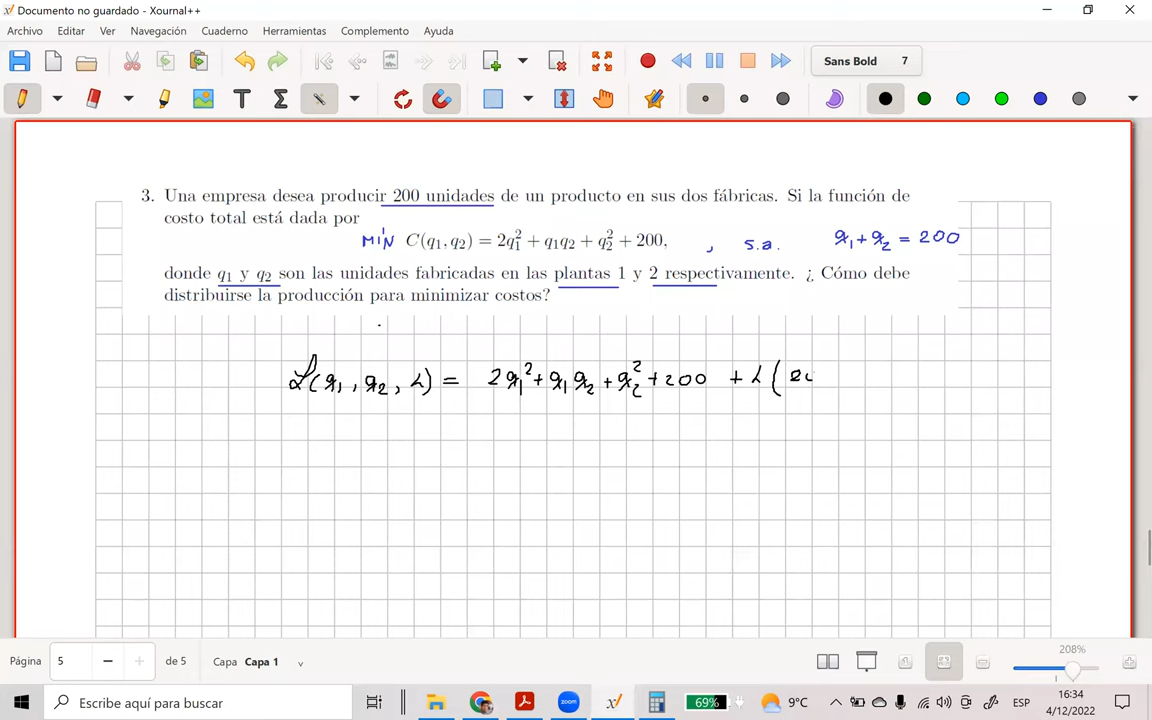 Documento no guardado - Xournal++
Archivo Editar Ver Navegación Cuaderno Herramientas Complemento Ayuda
Sans Bold 7
3. Una empresa desea producir 200 unidades de un producto en sus dos fábricas. Si la función de
costo total está dada por
MÍN C(q₁, q₂) = 2q₁² + q₁q₂ + q₂² + 200, , s.a. q₁ + q₂ = 200
donde q₁ y q₂ son las unidades fabricadas en las plantas 1 y 2 respectivamente. ¿ Cómo debe
distribuirse la producción para minimizar costos?
ℒ(q₁, q₂, λ) = 2q₁² + q₁q₂ + q₂² + 200 + λ(
Página 5 de 5 Capa Capa 1 208%
Escribe aquí para buscar 69% 9°C ESP 16:34
4/12/2022